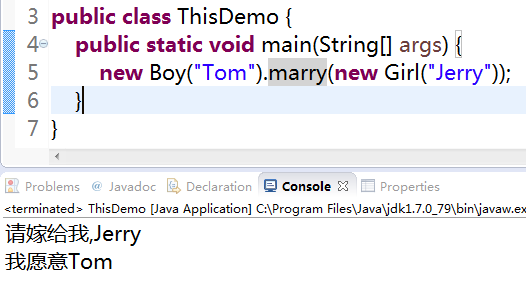 3 public class ThisDemo {
4 public static void main(String[] args) {
5 new Boy("Tom").marry(new Girl("Jerry"));
6 }
7 }
Problems @ Javadoc Declaration Console Properties
<terminated> ThisDemo [Java Application] C:\Program Files\Java\jdk1.7.0_79\bin\javaw.ex
请嫁给我,Jerry
我愿意Tom